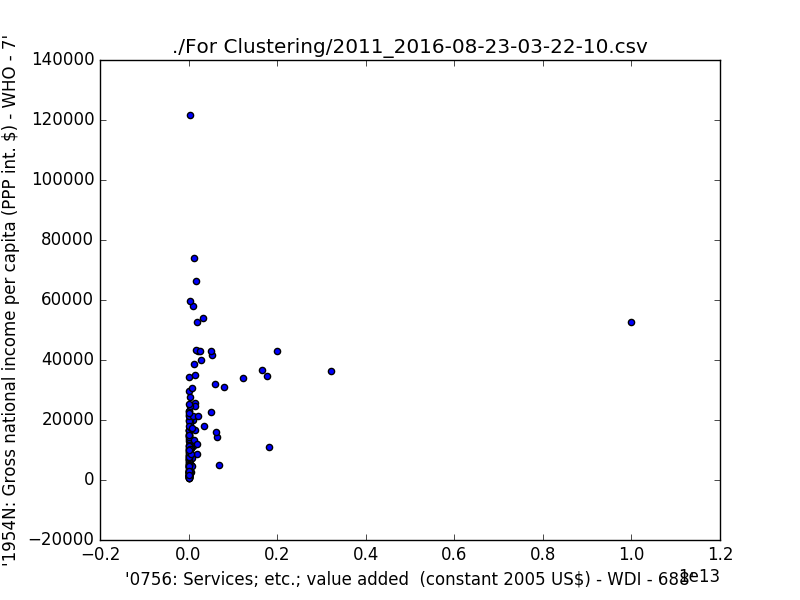 ./For Clustering/2011_2016-08-23-03-22-10.csv
140000
120000
100000
80000
60000
40000
20000
0
−20000
−0.2 0.0 0.2 0.4 0.6 0.8 1.0 1.2
1e13
'0756: Services; etc.; value added  (constant 2005 US$) - WDI - 688'
'1954N: Gross national income per capita (PPP int. $) - WHO - 7'